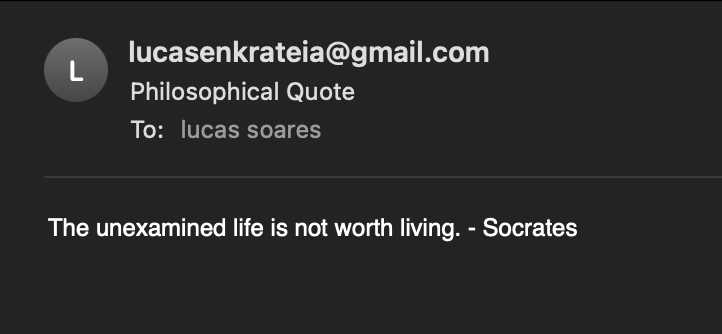 L
lucasenkrateia@gmail.com
Philosophical Quote
To: lucas soares
The unexamined life is not worth living. - Socrates